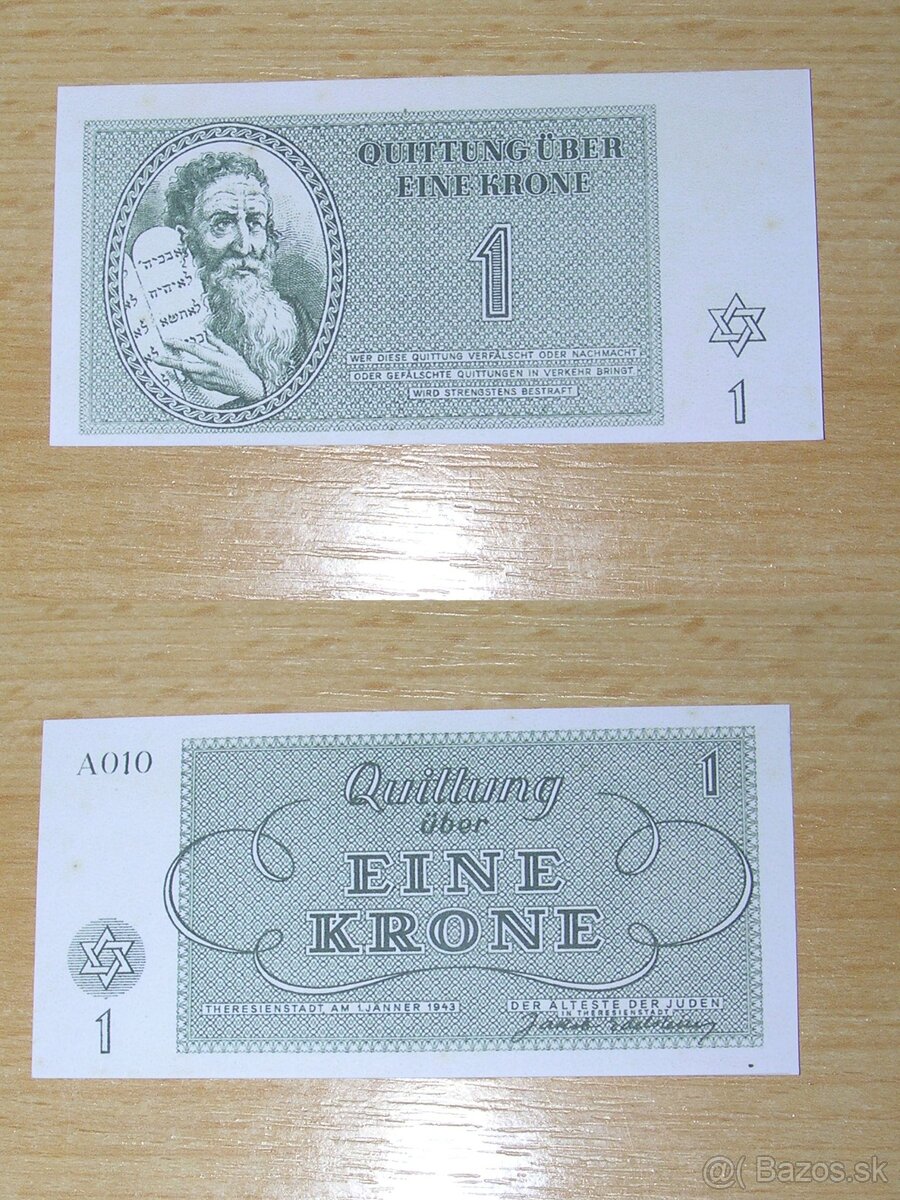 QUITTUNG ÜBER
EINE KRONE
1
WER DIESE QUITTUNG VERFÄLSCHT ODER NACHMACHT
ODER GEFÄLSCHTE QUITTUNGEN IN VERKEHR BRINGT,
WIRD STRENGSTENS BESTRAFT
1
A010
1
Quittung
über
EINE
KRONE
THERESIENSTADT AM 1. JÄNNER 1943
DER ÄLTESTE DER JUDEN
IN THERESIENSTADT
1
@( Bazos.sk